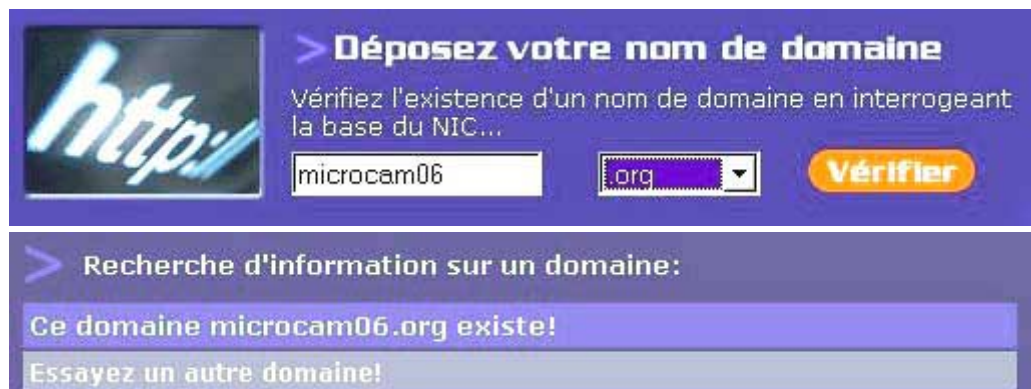 http:/
> Déposez votre nom de domaine
Vérifiez l'existence d'un nom de domaine en interrogeant
la base du NIC...
microcam06 .org Vérifier
> Recherche d'information sur un domaine:
Ce domaine microcam06.org existe!
Essayez un autre domaine!